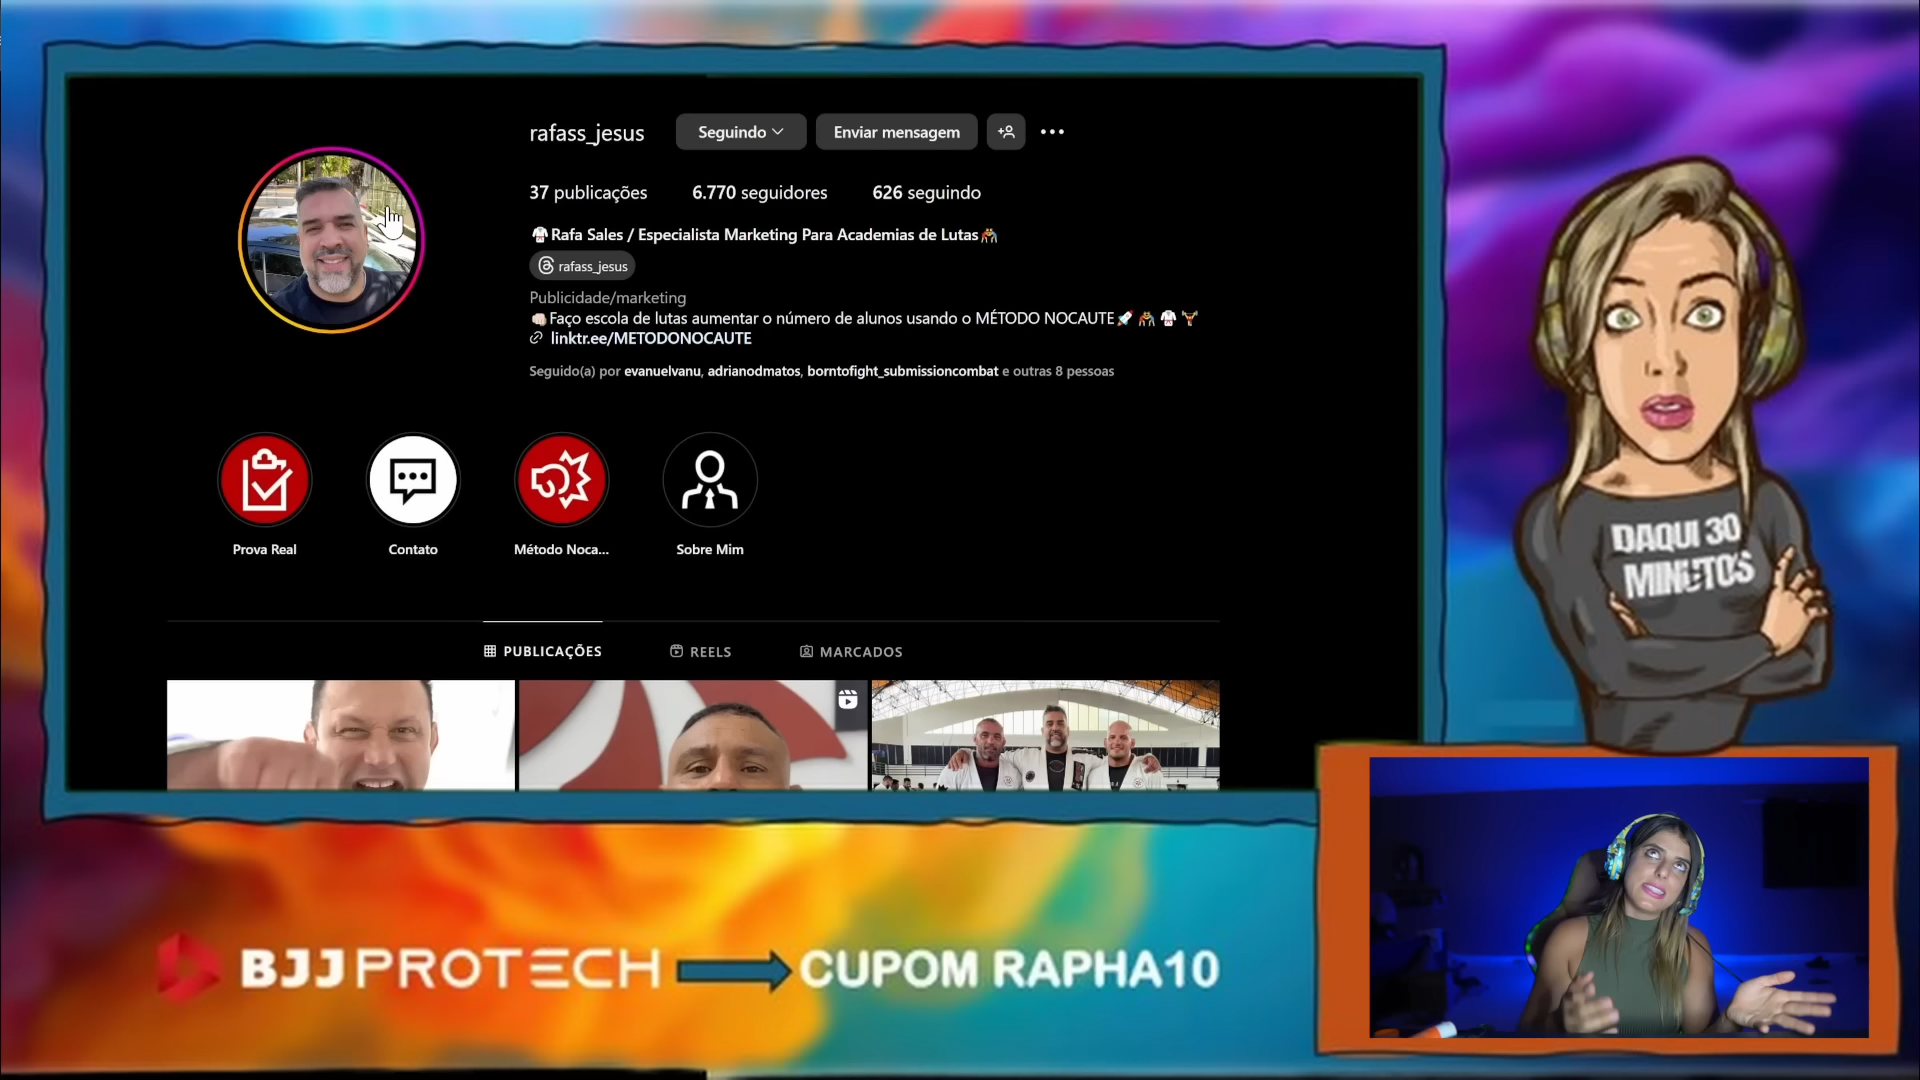 rafass_jesus
Seguindo
Enviar mensagem
37 publicações
6.770 seguidores
626 seguindo
🥋Rafa Sales / Especialista Marketing Para Academias de Lutas🤼
rafass_jesus
Publicidade/marketing
👊🏻Faço escola de lutas aumentar o número de alunos usando o MÉTODO NOCAUTE🚀🤼🥋🏋
linktr.ee/METODONOCAUTE
Seguido(a) por evanuelvanu, adrianodmatos, borntofight_submissioncombat e outras 8 pessoas
Prova Real
Contato
Método Noca...
Sobre Mim
PUBLICAÇÕES
REELS
MARCADOS
DAQUI 30
MINUTOS
BJJPROTECH
CUPOM RAPHA10